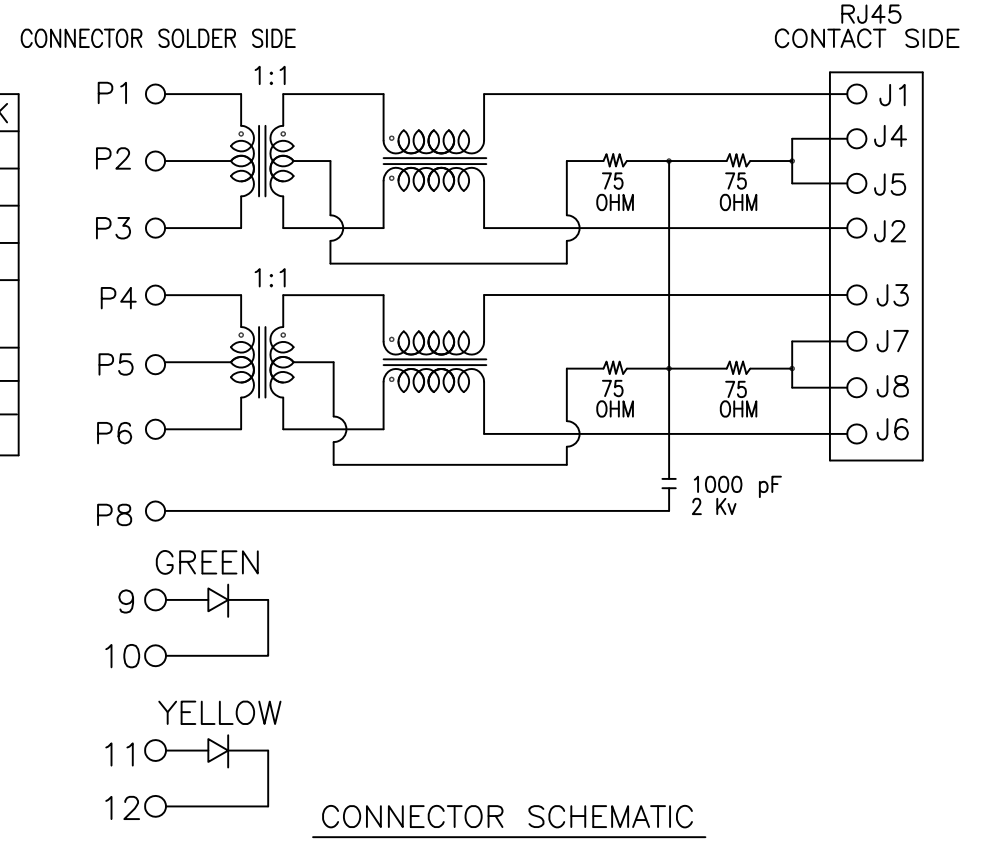 RJ45
CONNECTOR SOLDER SIDE
CONTACT SIDE
1:1
P1
J1
K
J4
P2
75
OHM
75
OHM
J5
P3
J2
1:1
P4
J3
J7
P5
75
OHM
75
OHM
J8
P6
J6
1000 pF
2 Kv
P8
GREEN
9
10
YELLOW
11
12
CONNECTOR SCHEMATIC